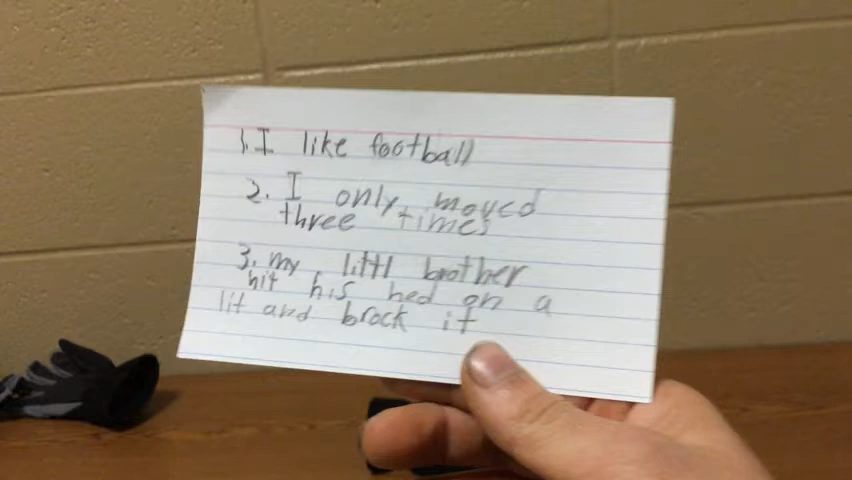 1. I like football
2. I only moved
three times
3. my littl brother
hit his hed on a
lit and brock it